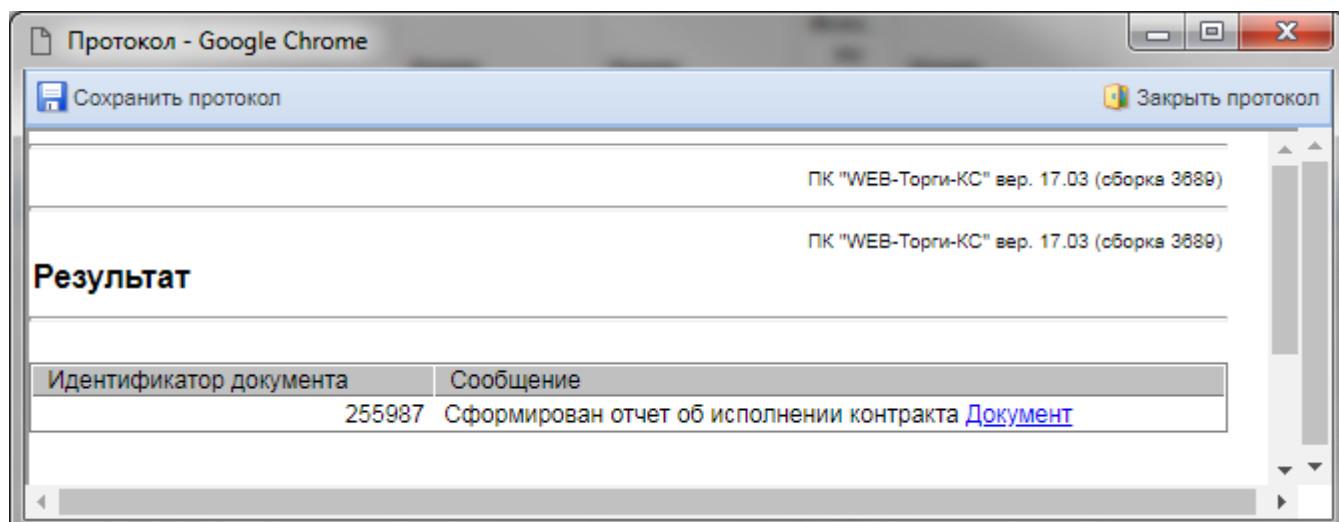 Протокол - Google Chrome
Сохранить протокол
Закрыть протокол
ПК "WEB-Торги-КС" вер. 17.03 (сборка 3689)
ПК "WEB-Торги-КС" вер. 17.03 (сборка 3689)
Результат
Идентификатор документа Сообщение
255987 Сформирован отчет об исполнении контракта Документ